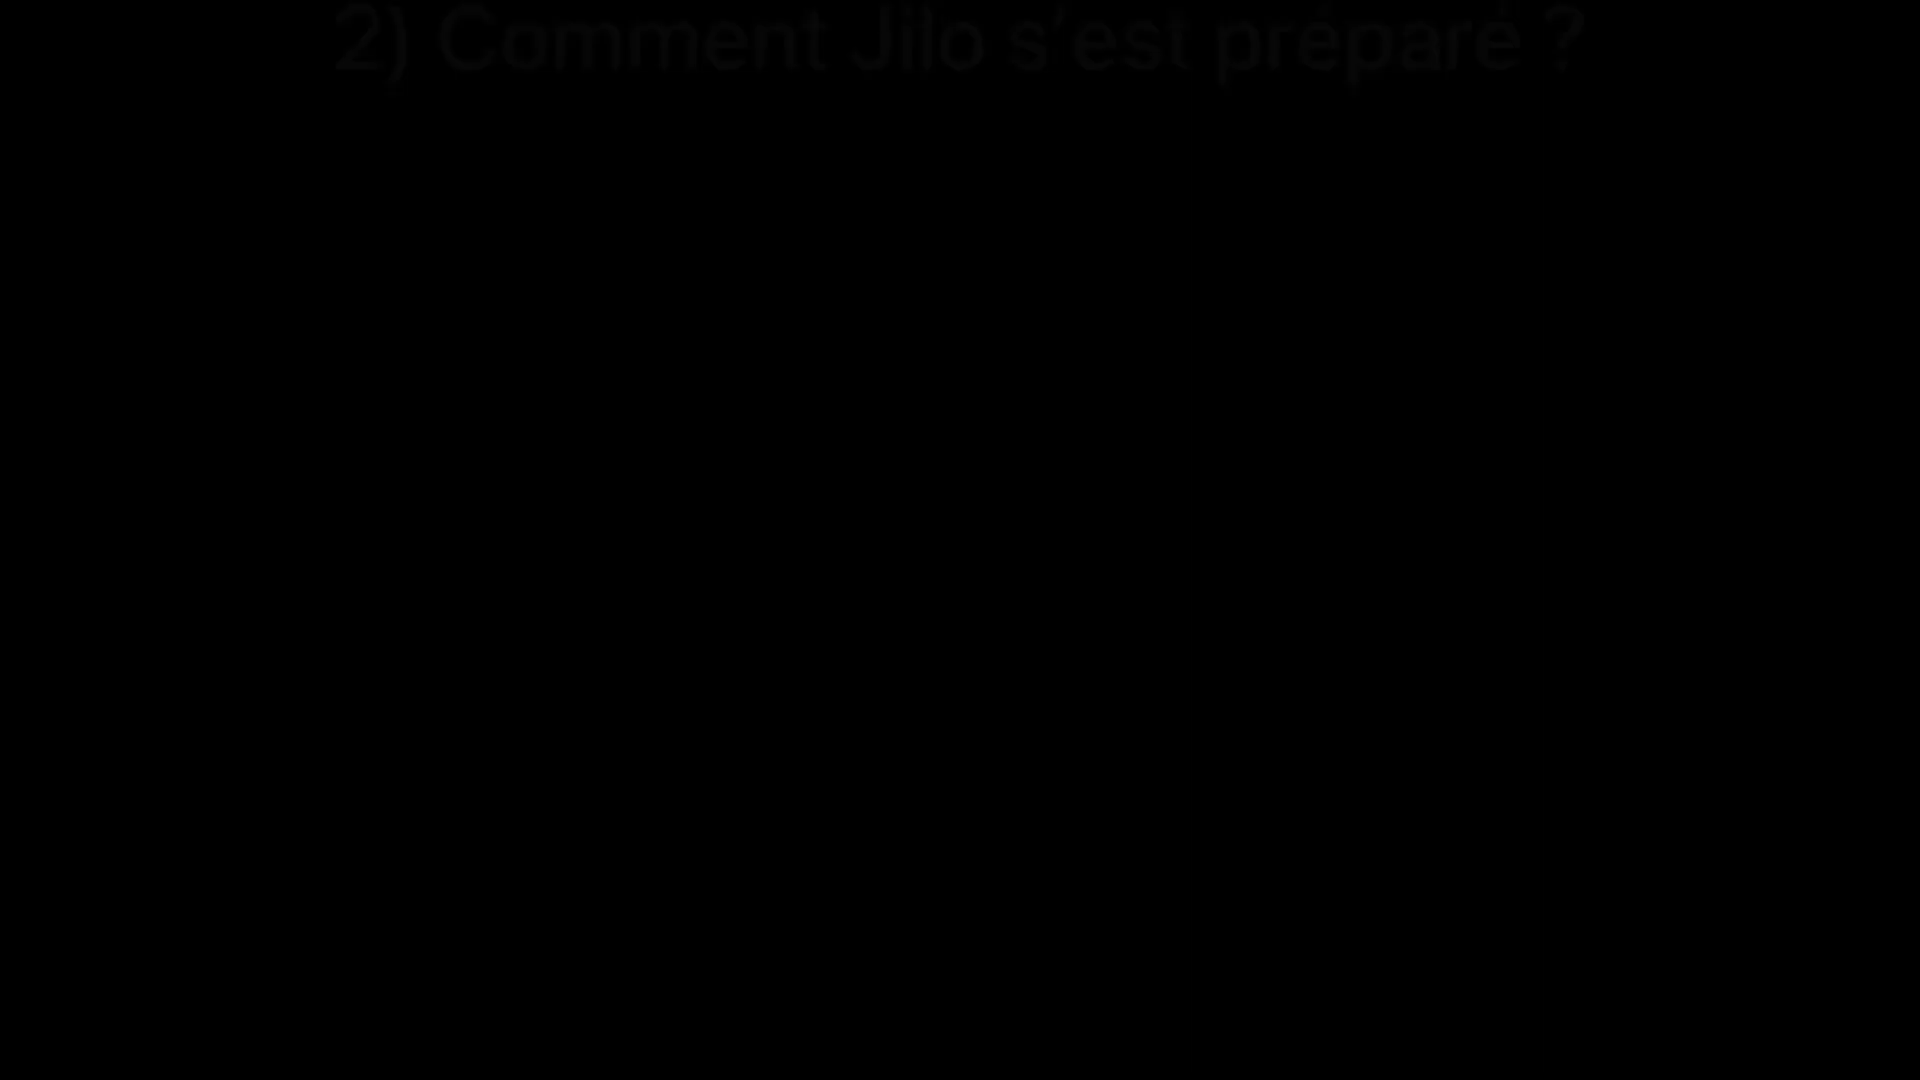 2) Comment Jilo s’est préparé ?